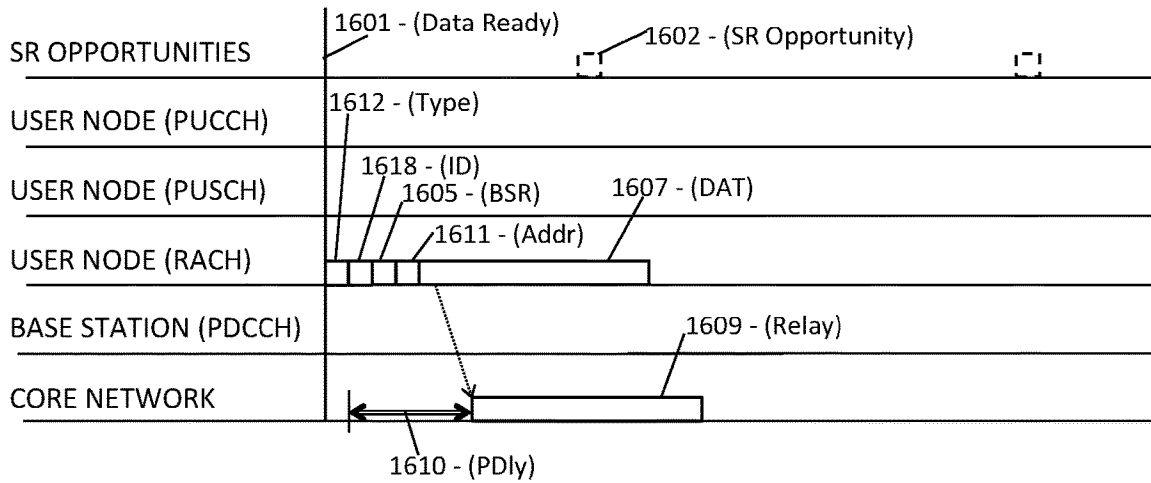 1601 - (Data Ready)
SR OPPORTUNITIES
1602 - (SR Opportunity)
1612 - (Type)
USER NODE (PUCCH)
1618 - (ID)
USER NODE (PUSCH)
1605 - (BSR)
1607 - (DAT)
1611 - (Addr)
USER NODE (RACH)
BASE STATION (PDCCH)
1609 - (Relay)
CORE NETWORK
1610 - (PDly)